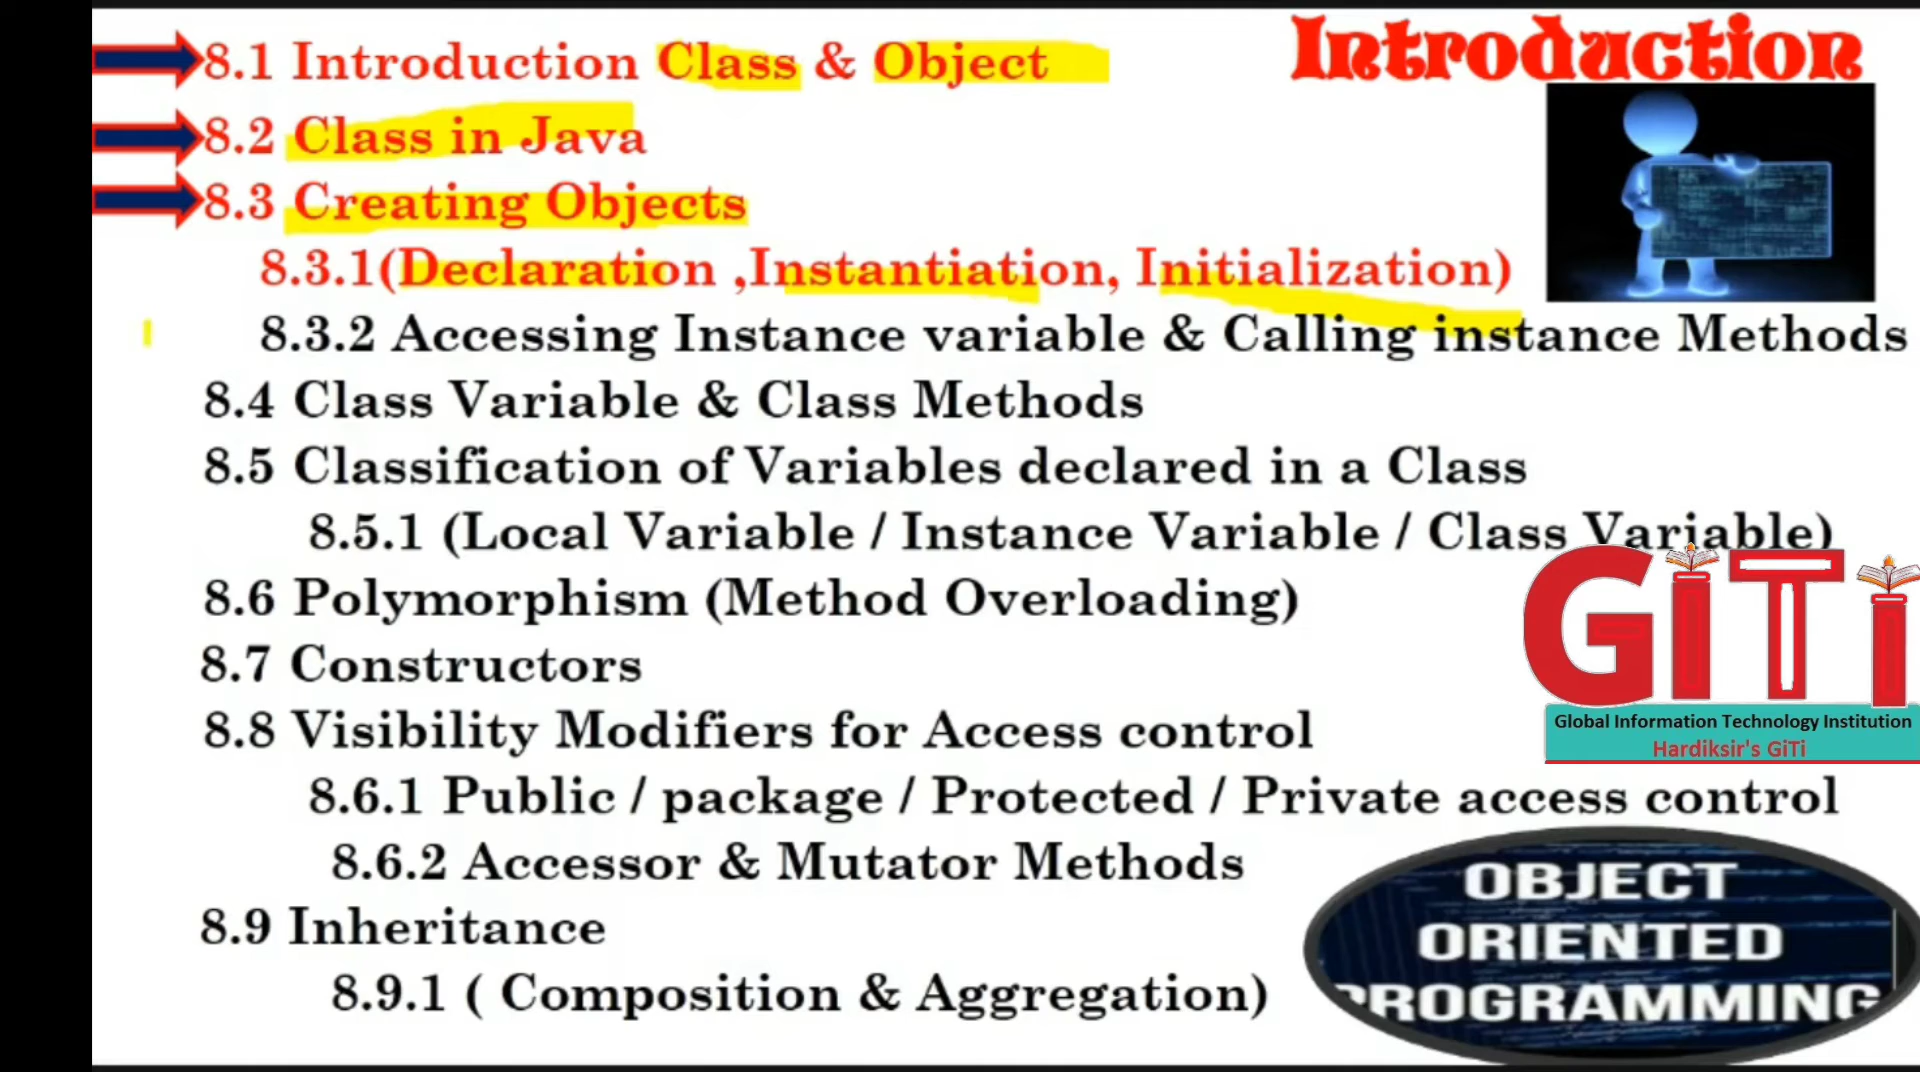 Introduction
8.1 Introduction Class & Object
8.2 Class in Java
8.3 Creating Objects
8.3.1(Declaration ,Instantiation, Initialization)
8.3.2 Accessing Instance variable & Calling instance Methods
8.4 Class Variable & Class Methods
8.5 Classification of Variables declared in a Class
8.5.1 (Local Variable / Instance Variable / Class Variable)
8.6 Polymorphism (Method Overloading)
8.7 Constructors
8.8 Visibility Modifiers for Access control
8.6.1 Public / package / Protected / Private access control
8.6.2 Accessor & Mutator Methods
8.9 Inheritance
8.9.1 ( Composition & Aggregation)
GiTi
Global Information Technology Institution
Hardiksir's GiTi
OBJECT
ORIENTED
PROGRAMMING